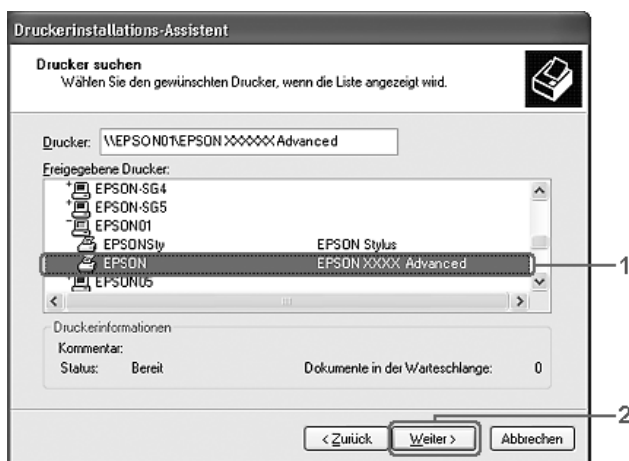 Druckerinstallations-Assistent
Drucker suchen
Wählen Sie den gewünschten Drucker, wenn die Liste angezeigt wird.
Drucker: \\EPSON01\EPSON XXXXXX Advanced
Freigegebene Drucker:
EPSON-SG4
EPSON-SG5
EPSON01
EPSONSty EPSON Stylus
EPSON EPSON XXXX Advanced 1
EPSON05
Druckerinformationen
Kommentar:
Status: Bereit Dokumente in der Warteschlange: 0
2
< Zurück Weiter > Abbrechen